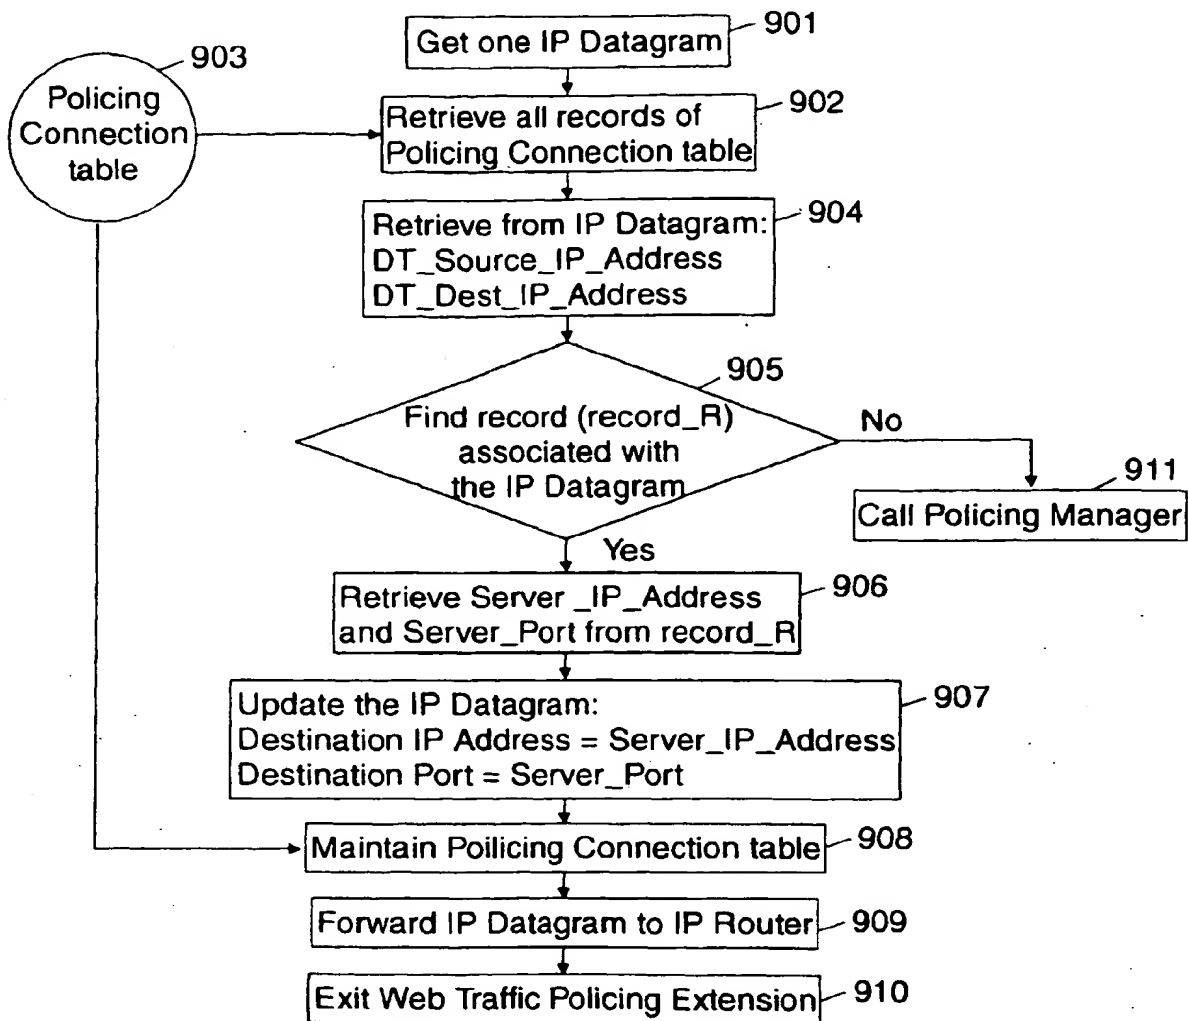 901
Get one IP Datagram
903
Policing
Connection
table
902
Retrieve all records of
Policing Connection table
904
Retrieve from IP Datagram:
DT_Source_IP_Address
DT_Dest_IP_Address
905
Find record (record_R)
associated with
the IP Datagram
No
911
Call Policing Manager
Yes
906
Retrieve Server _IP_Address
and Server_Port from record_R
907
Update the IP Datagram:
Destination IP Address = Server_IP_Address
Destination Port = Server_Port
Maintain Poilicing Connection table
908
Forward IP Datagram to IP Router
909
Exit Web Traffic Policing Extension
910